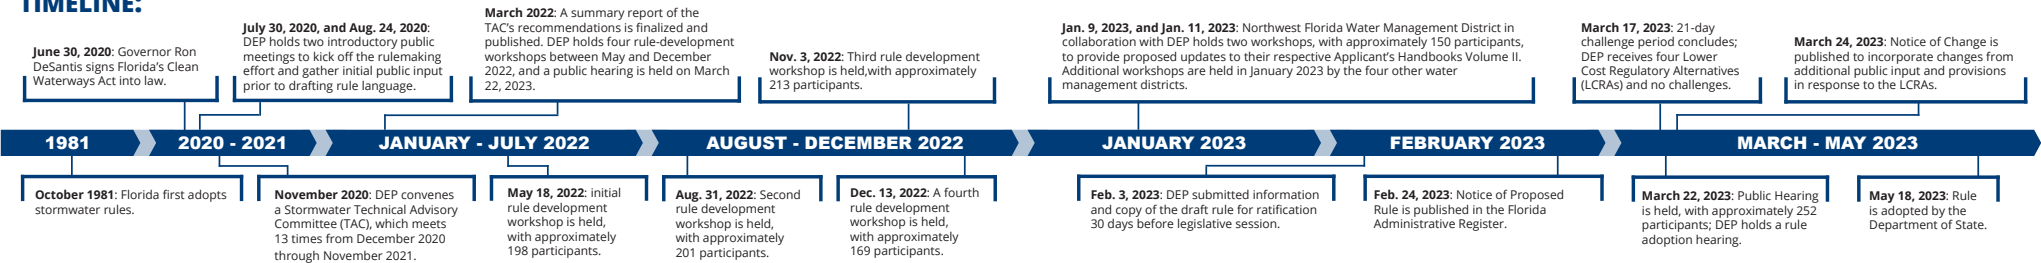 TIMELINE:
June 30, 2020: Governor Ron
DeSantis signs Florida's Clean
Waterways Act into law.
July 30, 2020, and Aug. 24, 2020:
DEP holds two introductory public
meetings to kick off the rulemaking
effort and gather initial public input
prior to drafting rule language.
March 2022: A summary report of the
TAC's recommendations is finalized and
published. DEP holds four rule-development
workshops between May and December
2022, and a public hearing is held on March
22, 2023.
Nov. 3, 2022: Third rule development
workshop is held,with approximately
213 participants.
Jan. 9, 2023, and Jan. 11, 2023: Northwest Florida Water Management District in
collaboration with DEP holds two workshops, with approximately 150 participants,
to provide proposed updates to their respective Applicant's Handbooks Volume II.
Additional workshops are held in January 2023 by the four other water
management districts.
March 17, 2023: 21-day
challenge period concludes;
DEP receives four Lower
Cost Regulatory Alternatives
(LCRAs) and no challenges.
March 24, 2023: Notice of Change is
published to incorporate changes from
additional public input and provisions
in response to the LCRAs.
1981
2020 - 2021
JANUARY - JULY 2022
AUGUST - DECEMBER 2022
JANUARY 2023
FEBRUARY 2023
MARCH - MAY 2023
October 1981: Florida first adopts
stormwater rules.
November 2020: DEP convenes
a Stormwater Technical Advisory
Committee (TAC), which meets
13 times from December 2020
through November 2021.
May 18, 2022: initial
rule development
workshop is held,
with approximately
198 participants.
Aug. 31, 2022: Second
rule development
workshop is held,
with approximately
201 participants.
Dec. 13, 2022: A fourth
rule development
workshop is held,
with approximately
169 participants.
Feb. 3, 2023: DEP submitted information
and copy of the draft rule for ratification
30 days before legislative session.
Feb. 24, 2023: Notice of Proposed
Rule is published in the Florida
Administrative Register.
March 22, 2023: Public Hearing
is held, with approximately 252
participants; DEP holds a rule
adoption hearing.
May 18, 2023: Rule
is adopted by the
Department of State.